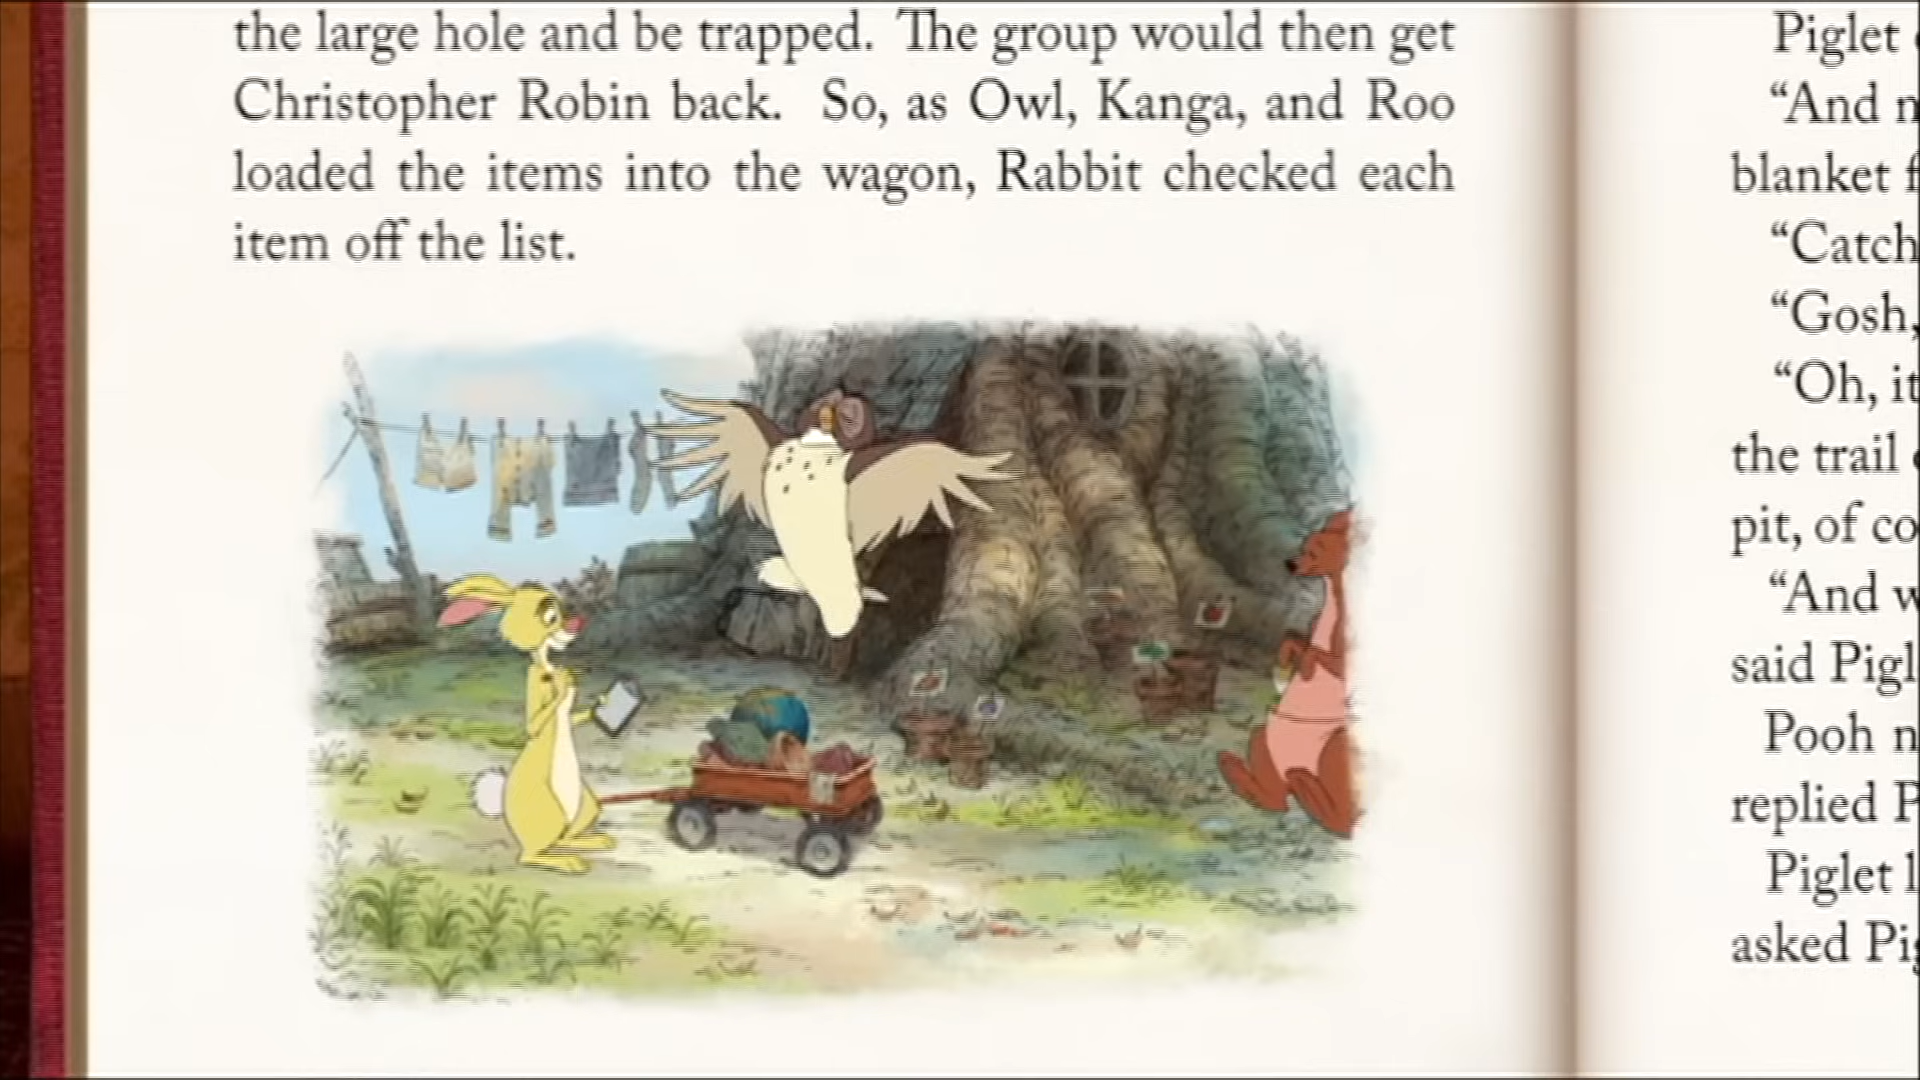 the large hole and be trapped. The group would then get
Christopher Robin back. So, as Owl, Kanga, and Roo
loaded the items into the wagon, Rabbit checked each
item off the list.
Piglet
“And
blanket
“Catch
“Gosh,
“Oh, it
the trail
pit, of
“And
said
Pooh
replied
Piglet
asked